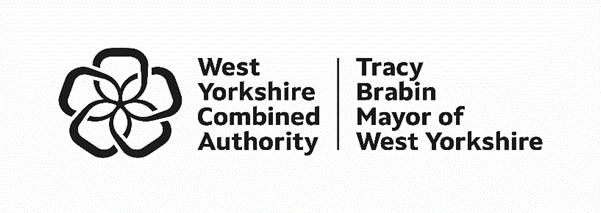 West
Yorkshire
Combined
Authority
Tracy
Brabin
Mayor of
West Yorkshire